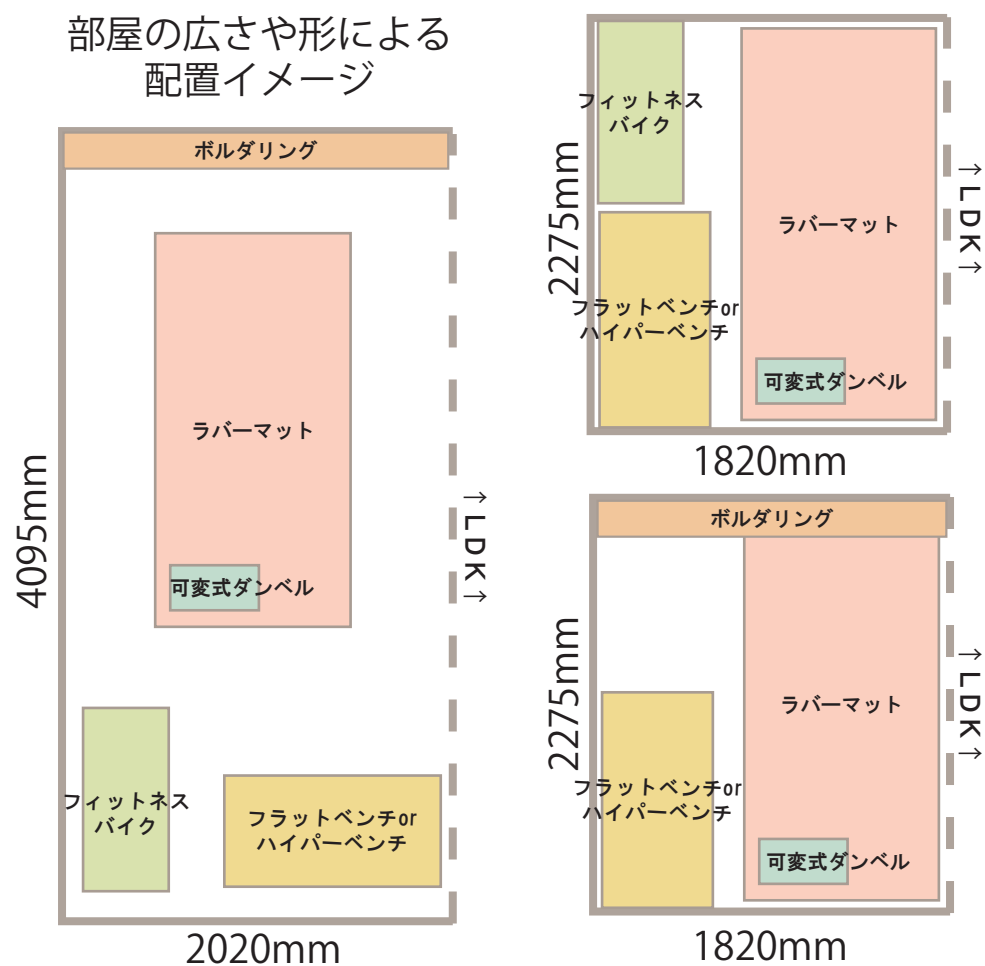 部屋の広さや形による
配置イメージ
ボルダリング
ラバーマット
可変式ダンベル
フィットネス
バイク
フラットベンチor
ハイパーベンチ
4095mm
2020mm
↑LDK↑
フィットネス
バイク
ラバーマット
フラットベンチor
ハイパーベンチ
可変式ダンベル
2275mm
1820mm
↑LDK↑
ボルダリング
ラバーマット
フラットベンチor
ハイパーベンチ
可変式ダンベル
2275mm
1820mm
↑LDK↑